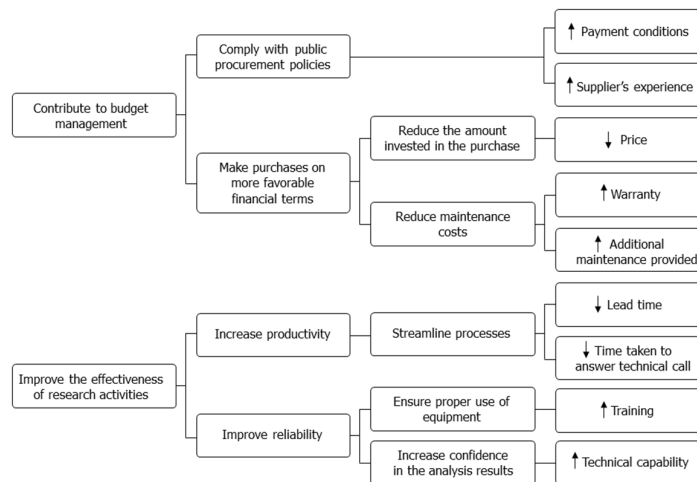 Comply with public
procurement policies
↑ Payment conditions
↑ Supplier's experience
Contribute to budget
management
Make purchases on
more favorable
financial terms
Reduce the amount
invested in the purchase
↓ Price
Reduce maintenance
costs
↑ Warranty
↑ Additional
maintenance provided
Increase productivity
Streamline processes
↓ Lead time
↓ Time taken to
answer technical call
Improve the effectiveness
of research activities
Improve reliability
Ensure proper use of
equipment
↑ Training
Increase confidence
in the analysis results
↑ Technical capability